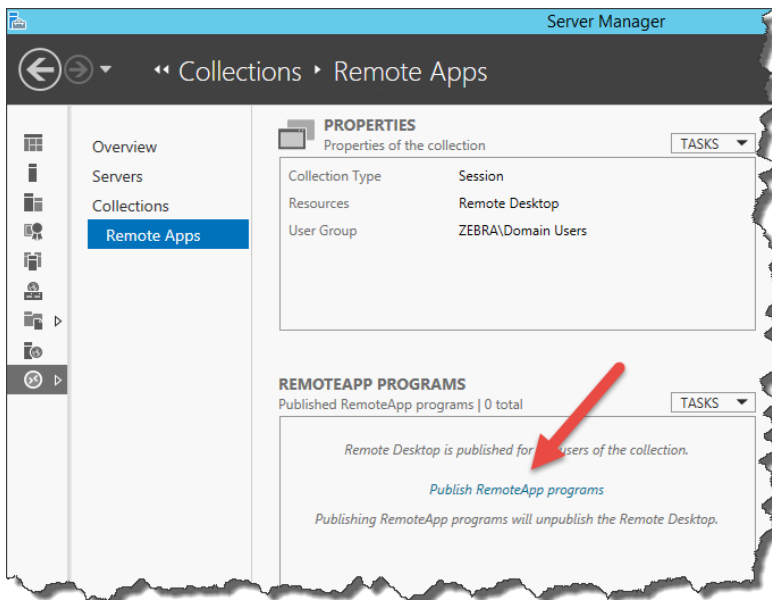 Server Manager
Collections Remote Apps
Overview
Servers
Collections
Remote Apps
PROPERTIES
Properties of the collection
TASKS
Collection Type Session
Resources Remote Desktop
User Group ZEBRA\Domain Users
REMOTEAPP PROGRAMS
Published RemoteApp programs | 0 total
TASKS
Remote Desktop is published for users of the collection.
Publish RemoteApp programs
Publishing RemoteApp programs will unpublish the Remote Desktop.